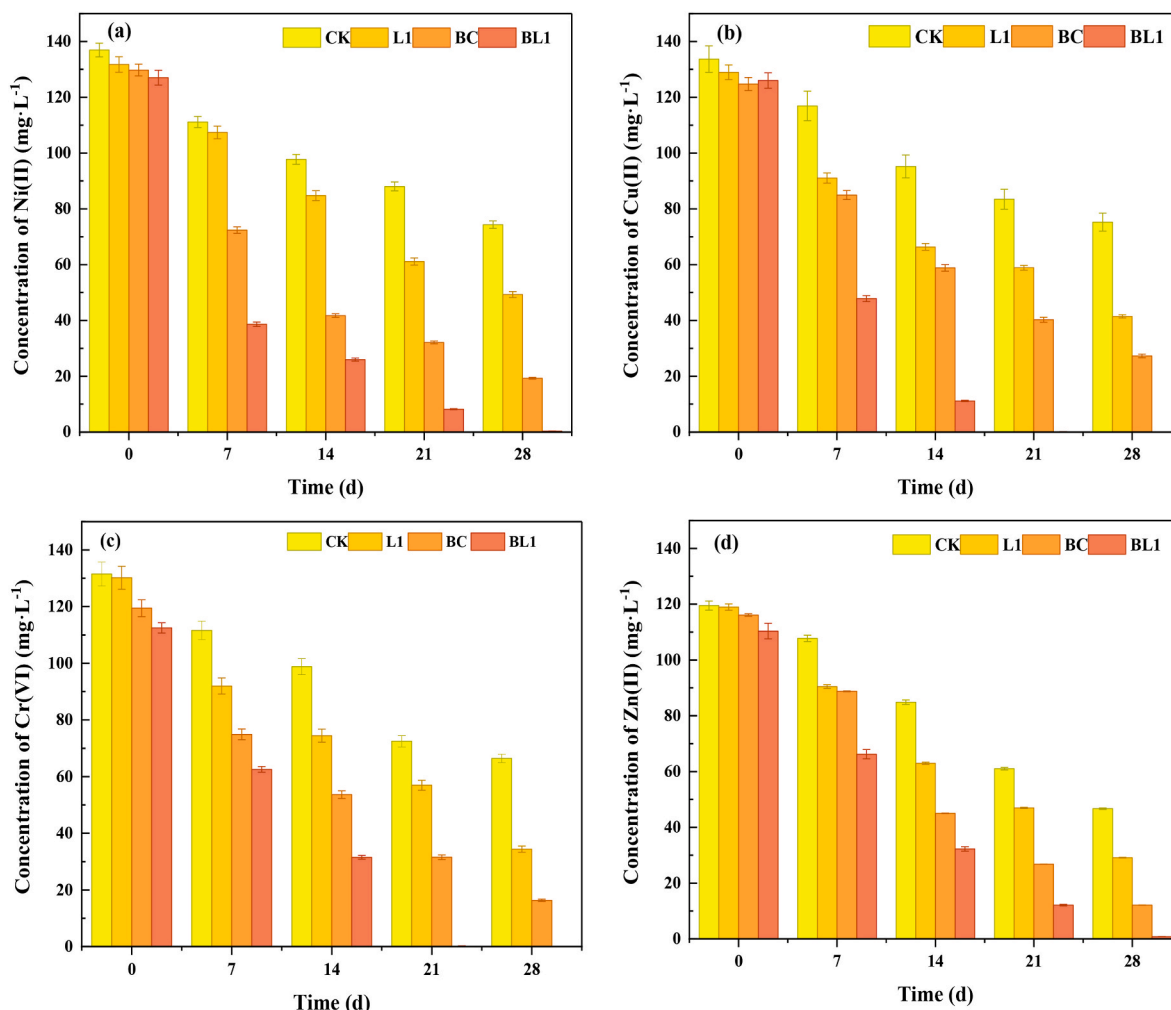 (a)
CK L1 BC BL1
Concentration of Ni(II) (mg·L⁻¹)
140
120
100
80
60
40
20
0
0 7 14 21 28
Time (d)
(b)
CK L1 BC BL1
Concentration of Cu(II) (mg·L⁻¹)
140
120
100
80
60
40
20
0
0 7 14 21 28
Time (d)
(c)
CK L1 BC BL1
Concentration of Cr(VI) (mg·L⁻¹)
140
120
100
80
60
40
20
0
0 7 14 21 28
Time (d)
(d)
CK L1 BC BL1
Concentration of Zn(II) (mg·L⁻¹)
140
120
100
80
60
40
20
0
0 7 14 21 28
Time (d)